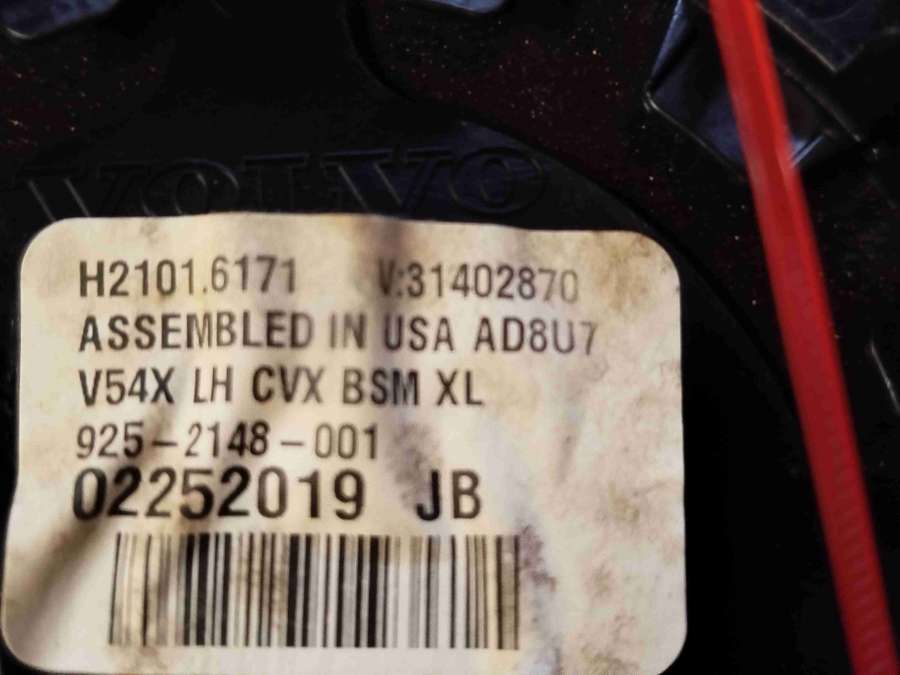 VOLVO
H2101.6171 V:31402870
ASSEMBLED IN USA AD8U7
V54X LH CVX BSM XL
925-2148-001
02252019 JB